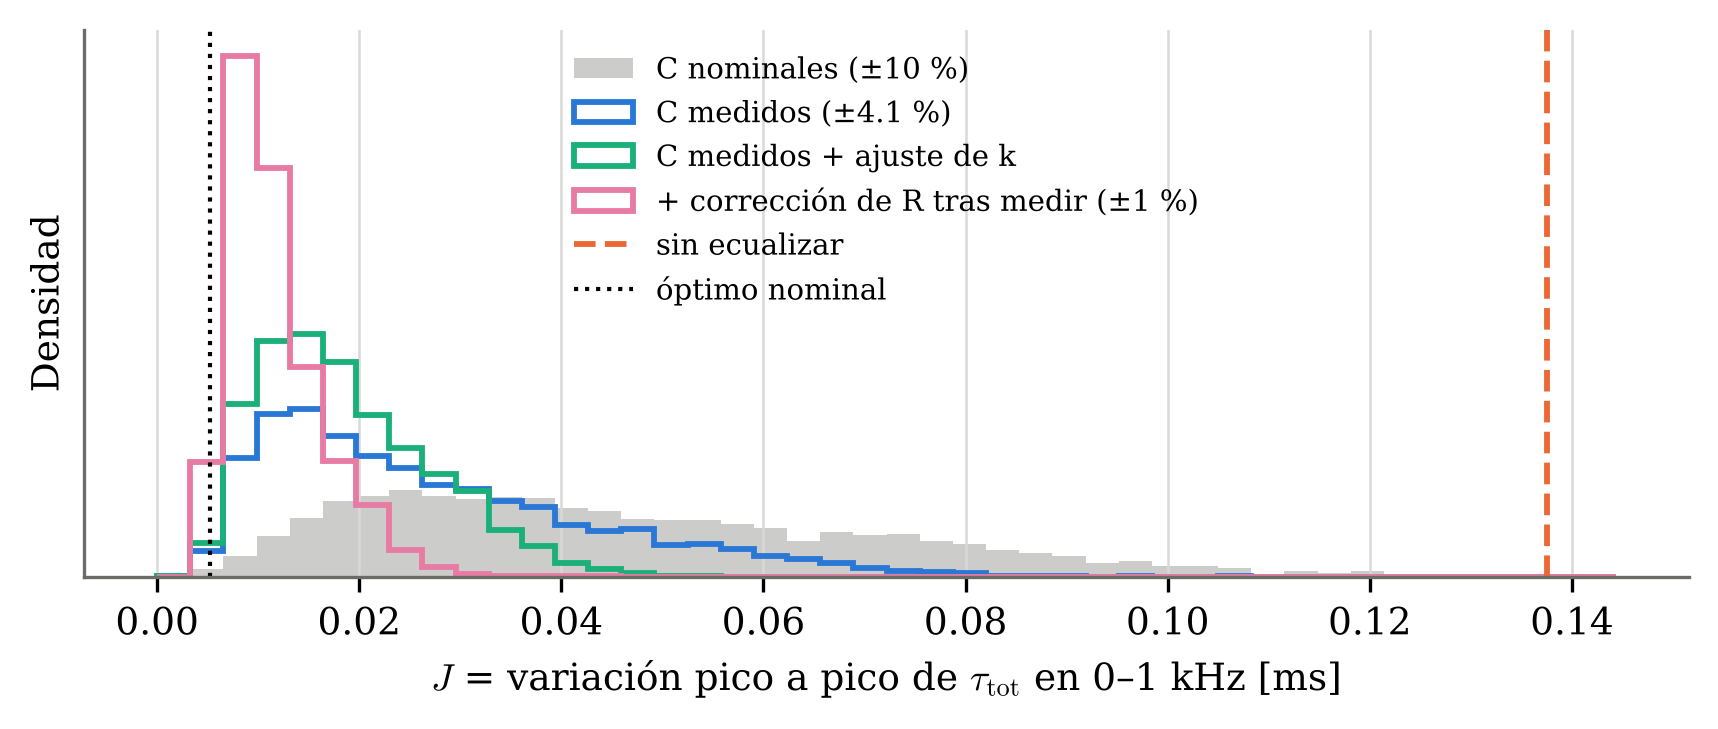 C nominales (±10 %)
C medidos (±4.1 %)
C medidos + ajuste de k
+ corrección de R tras medir (±1 %)
sin ecualizar
óptimo nominal
Densidad
0.00 0.02 0.04 0.06 0.08 0.10 0.12 0.14
J = variación pico a pico de τtot en 0–1 kHz [ms]